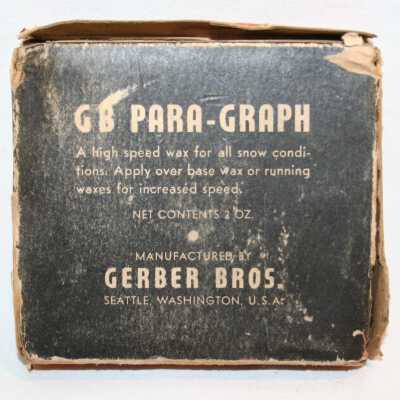 GB PARA-GRAPH
A high speed wax for all snow condi-
tions. Apply over base wax or running
waxes for increased speed.
NET CONTENTS 2 OZ.
MANUFACTURED BY
GERBER BROS.
SEATTLE, WASHINGTON, U.S.A.